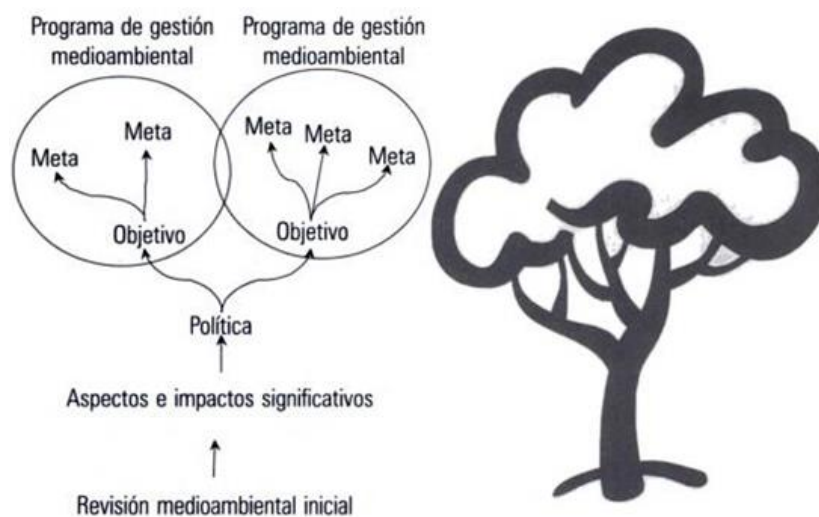 Programa de gestión
medioambiental
Programa de gestión
medioambiental
Meta
Meta
Objetivo
Meta
Meta
Meta
Objetivo
Política
Aspectos e impactos significativos
Revisión medioambiental inicial